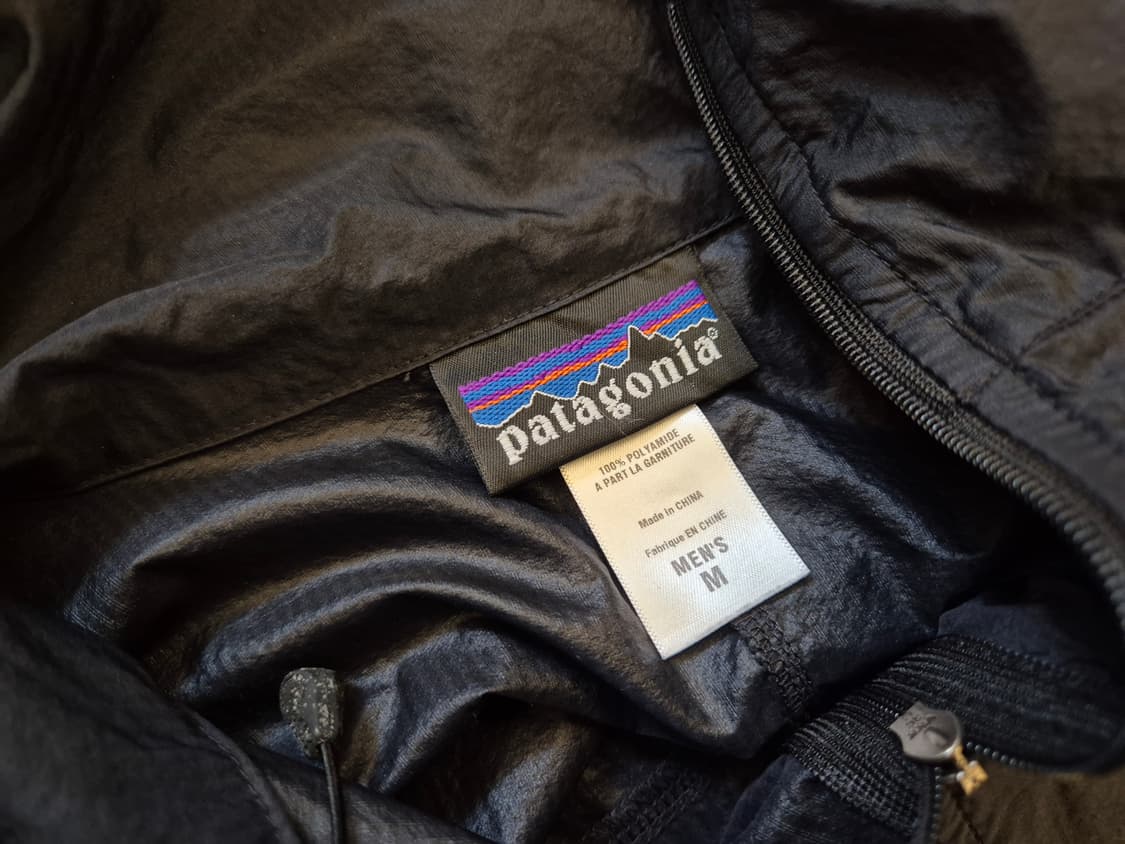 patagonia®
100% POLYAMIDE
A PART LA GARNITURE
Made in CHINA
Fabriqué EN CHINE
MEN'S
M